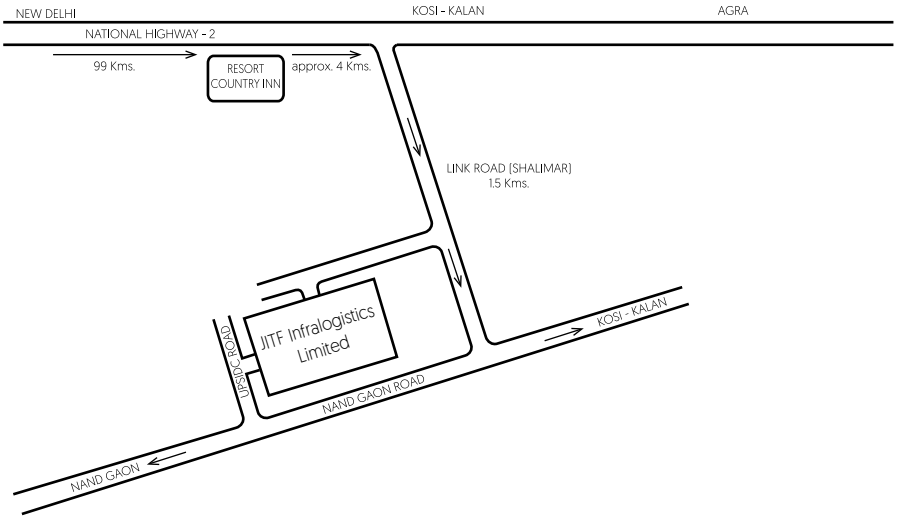 NEW DELHI
KOSI - KALAN
AGRA
NATIONAL HIGHWAY - 2
99 Kms.
RESORT
COUNTRY INN
approx. 4 Kms.
LINK ROAD (SHALIMAR)
1.5 Kms.
JITF Infralogistics
Limited
UPSIDC ROAD
KOSI - KALAN
NAND GAON ROAD
NAND GAON